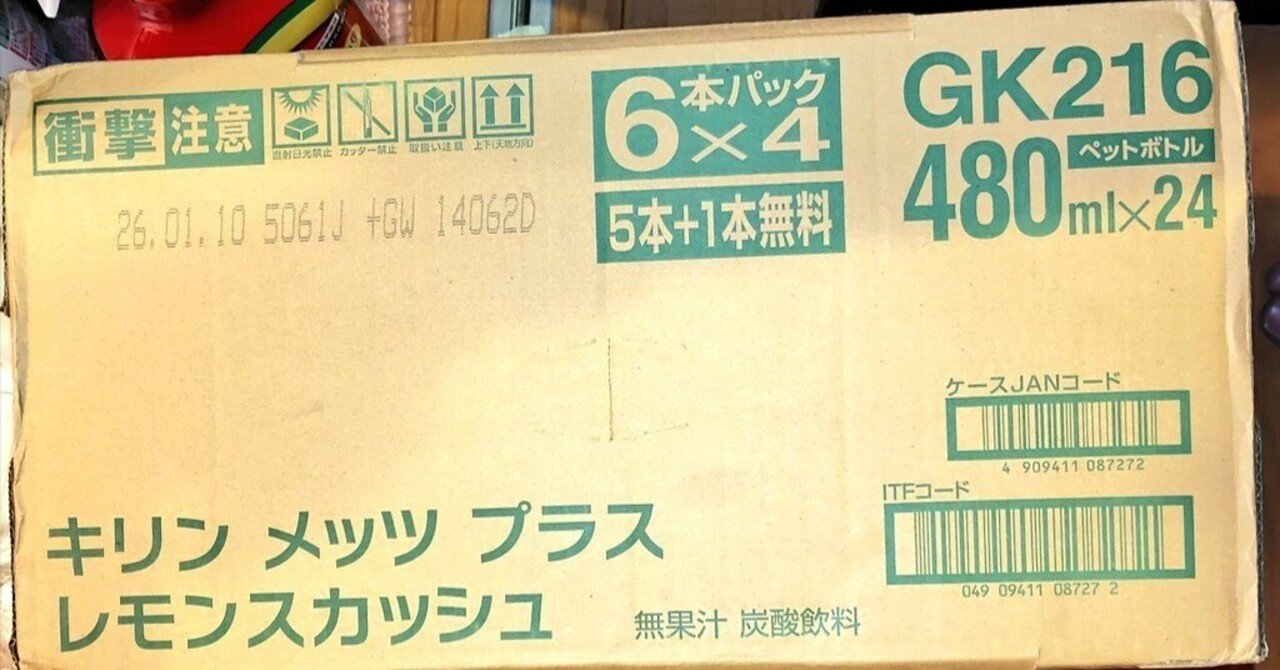 衝撃注意
直射日光禁止 カッター禁止 取扱い注意 上下(天地方向)
6本パック×4
5本+1本無料
GK216
480ml×24
ペットボトル
26.01.10 5061J +GW 14062D
ケースJANコード
4 909411 087272
ITFコード
049 09411 08727 2
キリン メッツ プラス
レモンスカッシュ
無果汁 炭酸飲料